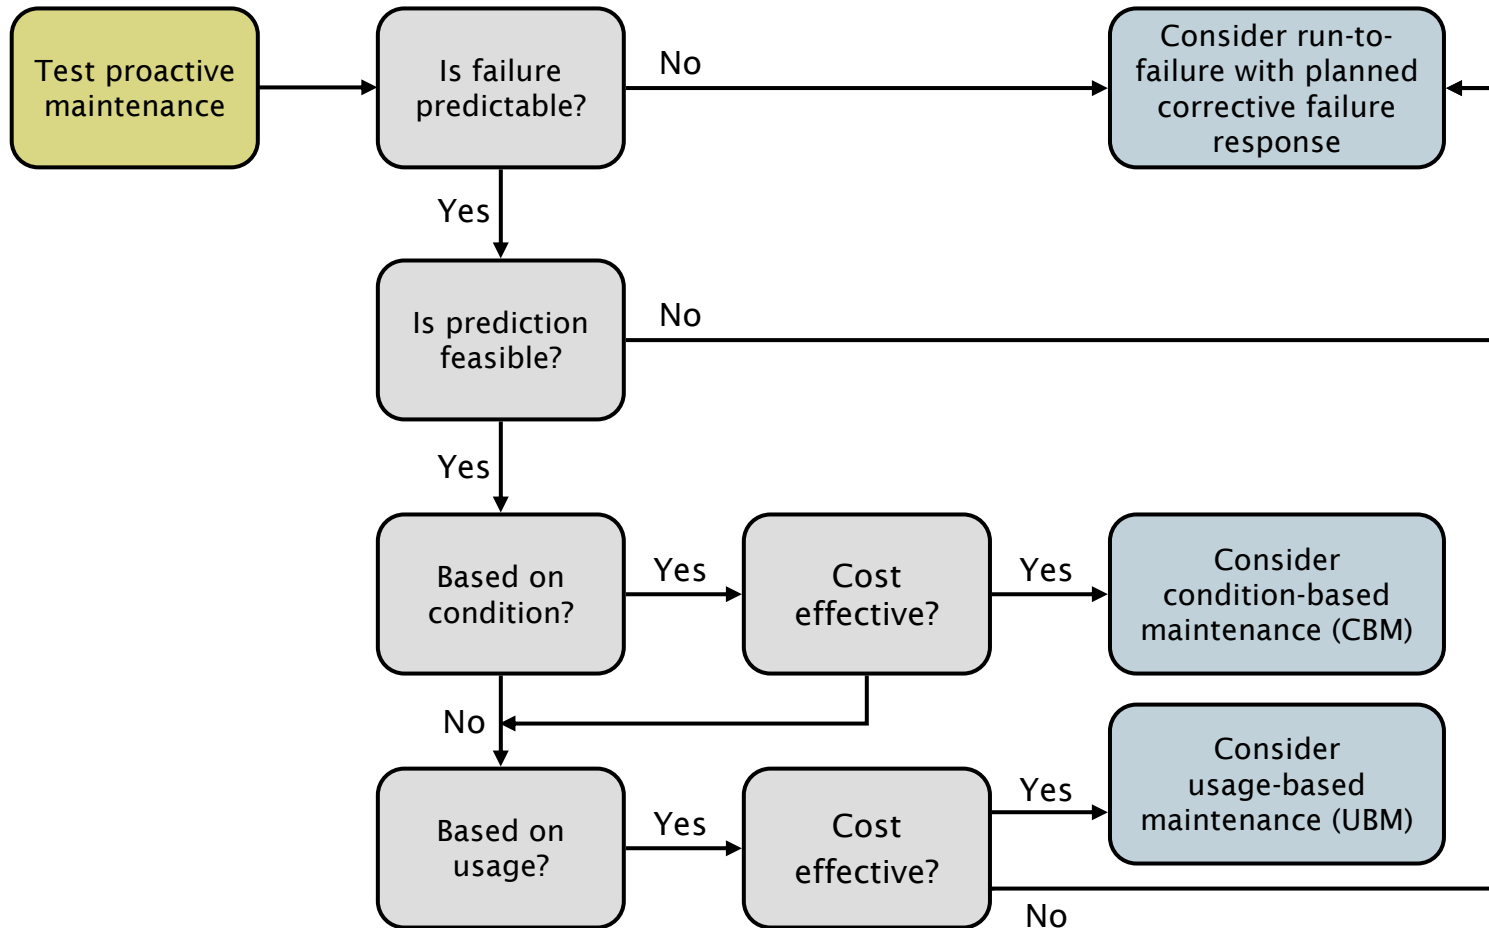 Test proactive
maintenance
Is failure
predictable?
No
Consider run-to-
failure with planned
corrective failure
response
Yes
Is prediction
feasible?
No
Yes
Based on
condition?
Yes
Cost
effective?
Yes
Consider
condition-based
maintenance (CBM)
No
Based on
usage?
Yes
Cost
effective?
Yes
Consider
usage-based
maintenance (UBM)
No